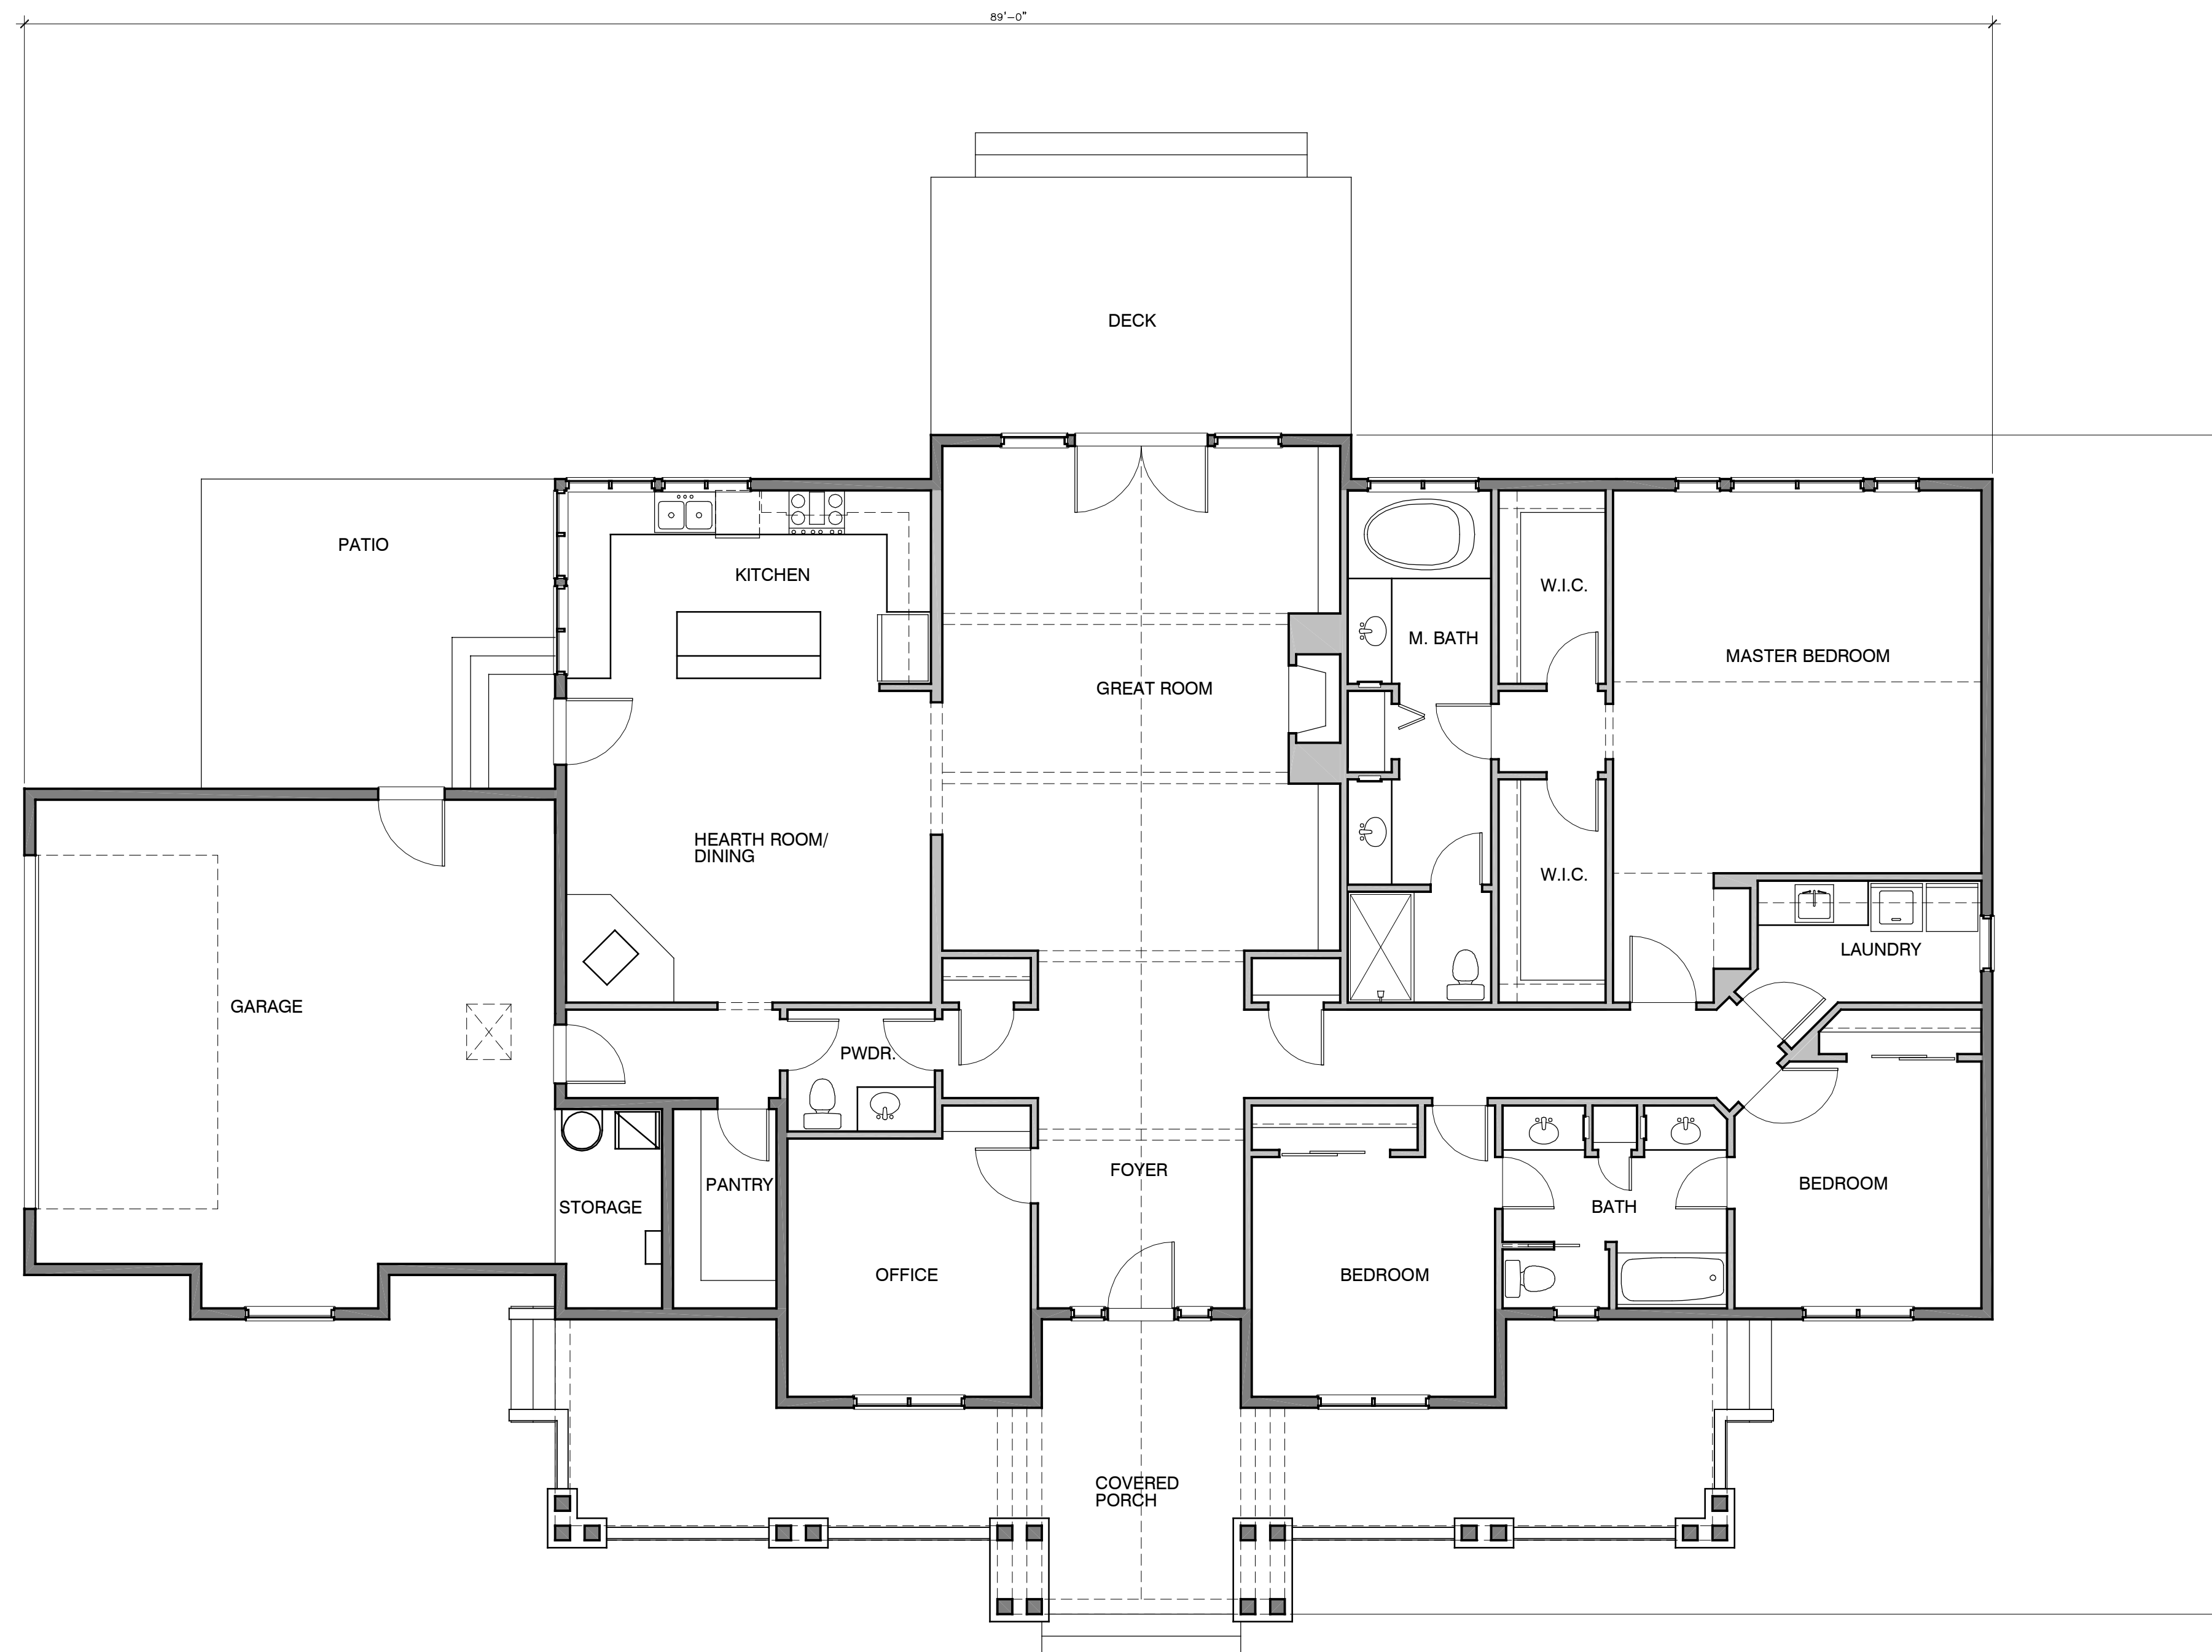 89'-0"
DECK
PATIO
KITCHEN
W.I.C.
M. BATH
MASTER BEDROOM
GREAT ROOM
HEARTH ROOM/
DINING
W.I.C.
LAUNDRY
GARAGE
PWDR.
FOYER
PANTRY
BEDROOM
STORAGE
BATH
OFFICE
BEDROOM
COVERED
PORCH